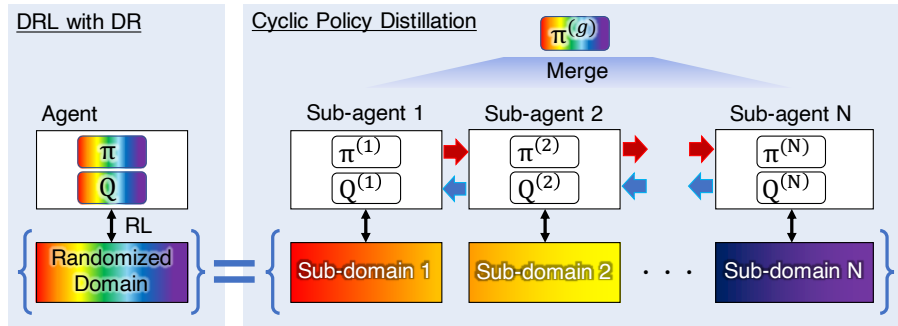 DRL with DR
Agent
π
Q
RL
Randomized
Domain
=
Cyclic Policy Distillation
π(g)
Merge
Sub-agent 1
Sub-agent 2
Sub-agent N
π(1)
π(2)
π(N)
Q(1)
Q(2)
Q(N)
Sub-domain 1
Sub-domain 2
· · ·
Sub-domain N